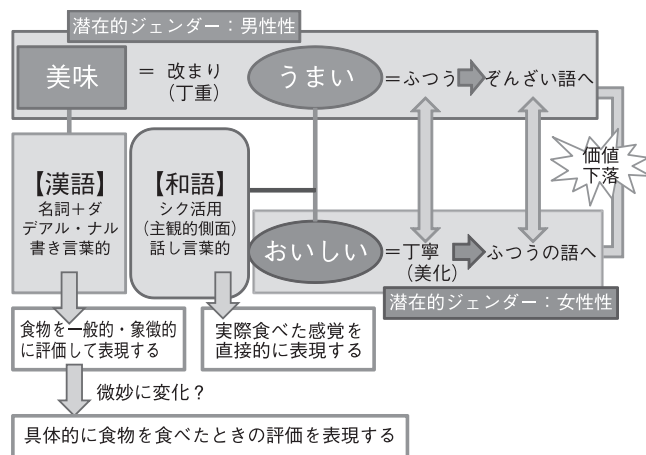 潜在的ジェンダー：男性性
美味
＝ 改まり
（丁重）
うまい
＝ふつう
ぞんざい語へ
価値
下落
【漢語】
名詞＋ダ
デアル・ナル
書き言葉的
【和語】
シク活用
（主観的側面）
話し言葉的
おいしい
＝丁寧
（美化）
ふつうの語へ
潜在的ジェンダー：女性性
食物を一般的・象徴的
に評価して表現する
実際食べた感覚を
直接的に表現する
微妙に変化？
具体的に食物を食べたときの評価を表現する